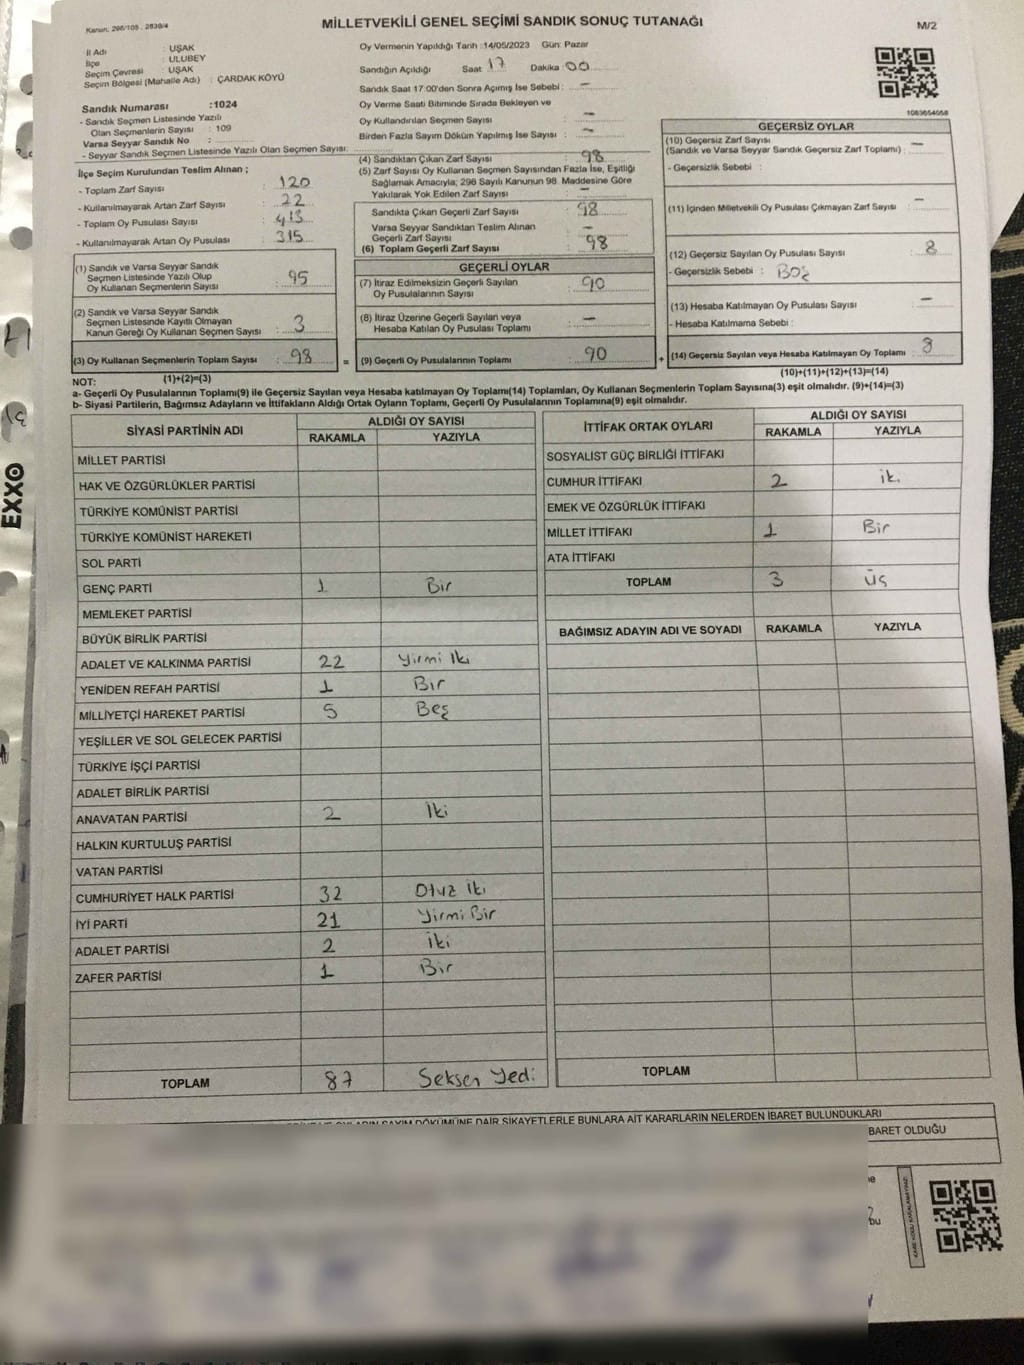 Kanun: 298/105 . 2839/4
MİLLETVEKİLİ GENEL SEÇİMİ SANDIK SONUÇ TUTANAĞI
M/2
İl Adı : UŞAK
İlçe : ULUBEY
Seçim Çevresi : UŞAK
Seçim Bölgesi (Mahalle Adı) : ÇARDAK KÖYÜ
Sandık Numarası :1024
- Sandık Seçmen Listesinde Yazılı
Olan Seçmenlerin Sayısı : 109
Varsa Seyyar Sandık No :
- Seyyar Sandık Seçmen Listesinde Yazılı Olan Seçmen Sayısı:
İlçe Seçim Kurulundan Teslim Alınan ;
- Toplam Zarf Sayısı : 120
- Kullanılmayarak Artan Zarf Sayısı : 22
- Toplam Oy Pusulası Sayısı : 413
- Kullanılmayarak Artan Oy Pusulası : 315
Oy Vermenin Yapıldığı Tarih :14/05/2023 Gün: Pazar
Sandığın Açıldığı Saat 17 Dakika 00
Sandık Saat 17:00'den Sonra Açımış İse Sebebi : -
Oy Verme Saati Bitiminde Sırada Bekleyen ve
Oy Kullandırılan Seçmen Sayısı : -
Birden Fazla Sayım Döküm Yapılmış İse Sayısı : -
(4) Sandıktan Çıkan Zarf Sayısı : 98
(5) Zarf Sayısı Oy Kullanan Seçmen Sayısından Fazla İse, Eşitliği
Sağlamak Amacıyla; 298 Sayılı Kanunun 98. Maddesine Göre
Yakılarak Yok Edilen Zarf Sayısı : -
Sandıkta Çıkan Geçerli Zarf Sayısı : 98
Varsa Seyyar Sandıktan Teslim Alınan
Geçerli Zarf Sayısı : -
(6) Toplam Geçerli Zarf Sayısı : 98
1083654058
GEÇERSİZ OYLAR
(10) Geçersiz Zarf Sayısı
(Sandık ve Varsa Seyyar Sandık Geçersiz Zarf Toplamı) : -
- Geçersizlik Sebebi :
(11) İçinden Milletvekili Oy Pusulası Çıkmayan Zarf Sayısı : -
(12) Geçersiz Sayılan Oy Pusulası Sayısı : 8
- Geçersizlik Sebebi : Boş
(13) Hesaba Katılmayan Oy Pusulası Sayısı : -
- Hesaba Katılmama Sebebi :
(14) Geçersiz Sayılan veya Hesaba Katılmayan Oy Toplamı : 8
(10)+(11)+(12)+(13)=(14)
(1) Sandık ve Varsa Seyyar Sandık
Seçmen Listesinde Yazılı Olup
Oy Kullanan Seçmenlerin Sayısı : 95
(2) Sandık ve Varsa Seyyar Sandık
Seçmen Listesinde Kayıtlı Olmayan
Kanun Gereği Oy Kullanan Seçmen Sayısı : 3
(3) Oy Kullanan Seçmenlerin Toplam Sayısı : 98 =
(1)+(2)=(3)
GEÇERLİ OYLAR
(7) İtiraz Edilmeksizin Geçerli Sayılan
Oy Pusulalarının Sayısı : 90
(8) İtiraz Üzerine Geçerli Sayılan veya
Hesaba Katılan Oy Pusulası Toplamı : -
(9) Geçerli Oy Pusulalarının Toplamı : 90 +
NOT:
a- Geçerli Oy Pusulalarının Toplamı(9) ile Geçersiz Sayılan veya Hesaba katılmayan Oy Toplamı(14) Toplamları, Oy Kullanan Seçmenlerin Toplam Sayısına(3) eşit olmalıdır. (9)+(14)=(3)
b- Siyasi Partilerin, Bağımsız Adayların ve İttifakların Aldığı Ortak Oyların Toplamı, Geçerli Oy Pusulalarının Toplamına(9) eşit olmalıdır.
SİYASİ PARTİNİN ADI
ALDIĞI OY SAYISI
RAKAMLA YAZIYLA
MİLLET PARTİSİ
HAK VE ÖZGÜRLÜKLER PARTİSİ
TÜRKİYE KOMÜNİST PARTİSİ
TÜRKİYE KOMÜNİST HAREKETİ
SOL PARTİ
GENÇ PARTİ 1 Bir
MEMLEKET PARTİSİ
BÜYÜK BİRLİK PARTİSİ
ADALET VE KALKINMA PARTİSİ 22 Yirmi İki
YENİDEN REFAH PARTİSİ 1 Bir
MİLLİYETÇİ HAREKET PARTİSİ 5 Beş
YEŞİLLER VE SOL GELECEK PARTİSİ
TÜRKİYE İŞÇİ PARTİSİ
ADALET BİRLİK PARTİSİ
ANAVATAN PARTİSİ 2 İki
HALKIN KURTULUŞ PARTİSİ
VATAN PARTİSİ
CUMHURİYET HALK PARTİSİ 32 Otuz İki
İYİ PARTİ 21 Yirmi Bir
ADALET PARTİSİ 2 İki
ZAFER PARTİSİ 1 Bir
TOPLAM 87 Seksen Yedi
İTTİFAK ORTAK OYLARI
ALDIĞI OY SAYISI
RAKAMLA YAZIYLA
SOSYALIST GÜÇ BİRLİĞİ İTTİFAKI
CUMHUR İTTİFAKI 2 iki
EMEK VE ÖZGÜRLÜK İTTİFAKI
MİLLET İTTİFAKI 1 Bir
ATA İTTİFAKI
TOPLAM 3 üç
BAĞIMSIZ ADAYIN ADI VE SOYADI RAKAMLA YAZIYLA
TOPLAM
SAYIM DÖKÜMÜNE DAİR ŞİKAYETLERLE BUNLARA AİT KARARLARIN NELERDEN İBARET BULUNDUKLARI
BARET OLDUĞU
bu
EXXO